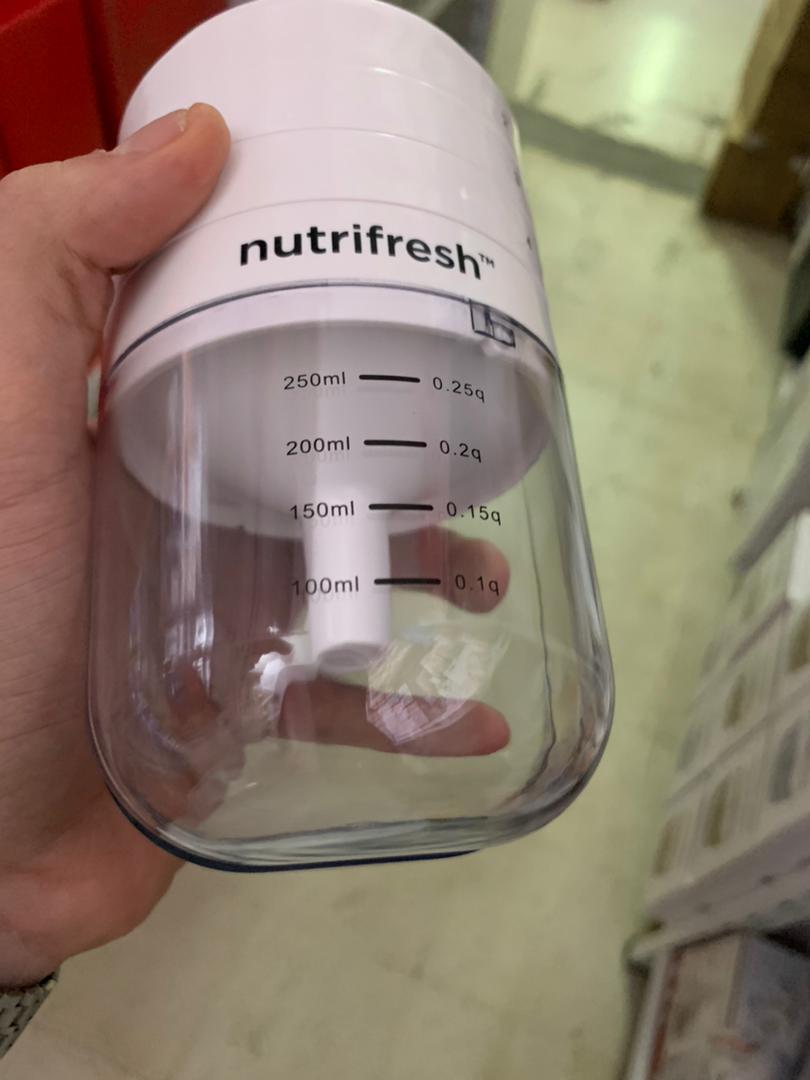 nutrifresh™
250ml 0.25q
200ml 0.2q
150ml 0.15q
100ml 0.1q